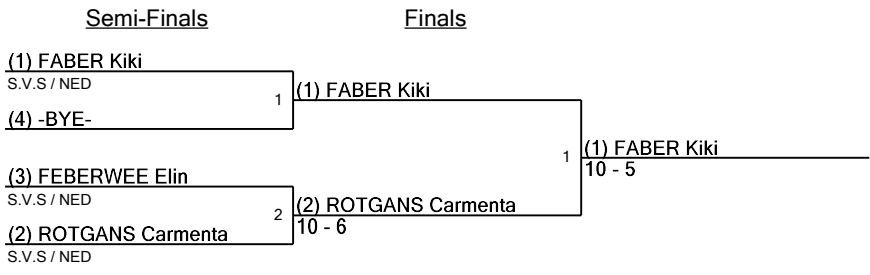 Semi-Finals Finals
(1) FABER Kiki
S.V.S / NED
1 (1) FABER Kiki
(4) -BYE-
1 (1) FABER Kiki
10 - 5
(3) FEBERWEE Elin
S.V.S / NED
2 (2) ROTGANS Carmenta
10 - 6
(2) ROTGANS Carmenta
S.V.S / NED